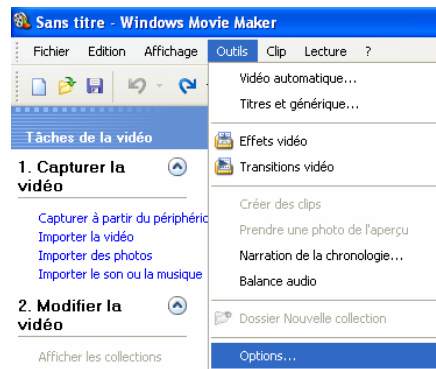 Sans titre - Windows Movie Maker
Fichier Edition Affichage Outils Clip Lecture ?
Vidéo automatique...
Titres et générique...
Effets vidéo
Transitions vidéo
Créer des clips
Prendre une photo de l'aperçu
Narration de la chronologie...
Balance audio
Dossier Nouvelle collection
Options...
Tâches de la vidéo
1. Capturer la
vidéo
Capturer à partir du périphéric
Importer la vidéo
Importer des photos
Importer le son ou la musique
2. Modifier la
vidéo
Afficher les collections